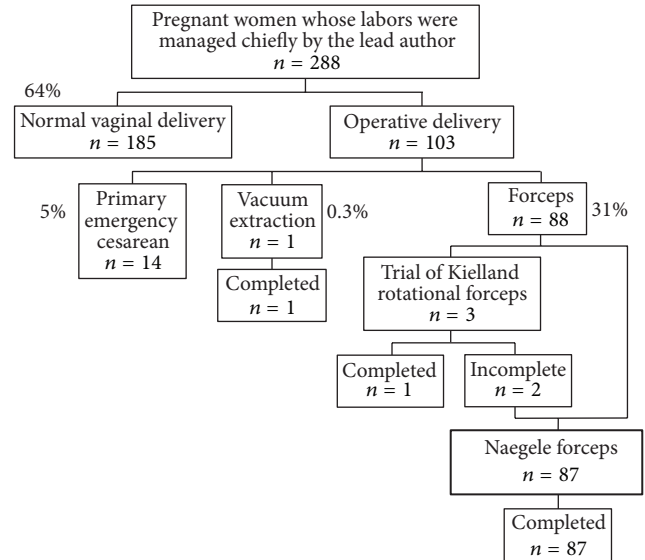 Pregnant women whose labors were
managed chiefly by the lead author
n = 288
64%
Normal vaginal delivery
n = 185
Operative delivery
n = 103
5%
Primary
emergency
cesarean
n = 14
Vacuum
extraction
n = 1
0.3%
Forceps
n = 88
31%
Completed
n = 1
Trial of Kielland
rotational forceps
n = 3
Completed
n = 1
Incomplete
n = 2
Naegele forceps
n = 87
Completed
n = 87